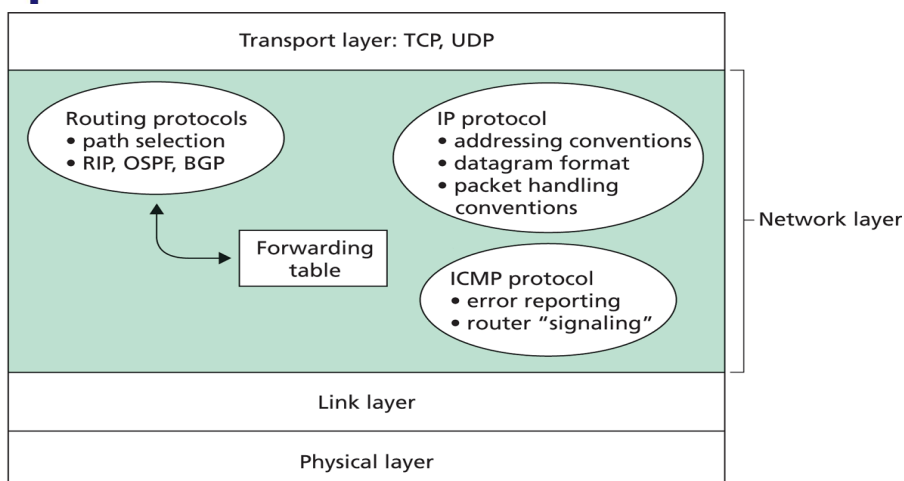 Transport layer: TCP, UDP
Routing protocols
• path selection
• RIP, OSPF, BGP
IP protocol
• addressing conventions
• datagram format
• packet handling
conventions
Network layer
Forwarding
table
ICMP protocol
• error reporting
• router “signaling”
Link layer
Physical layer